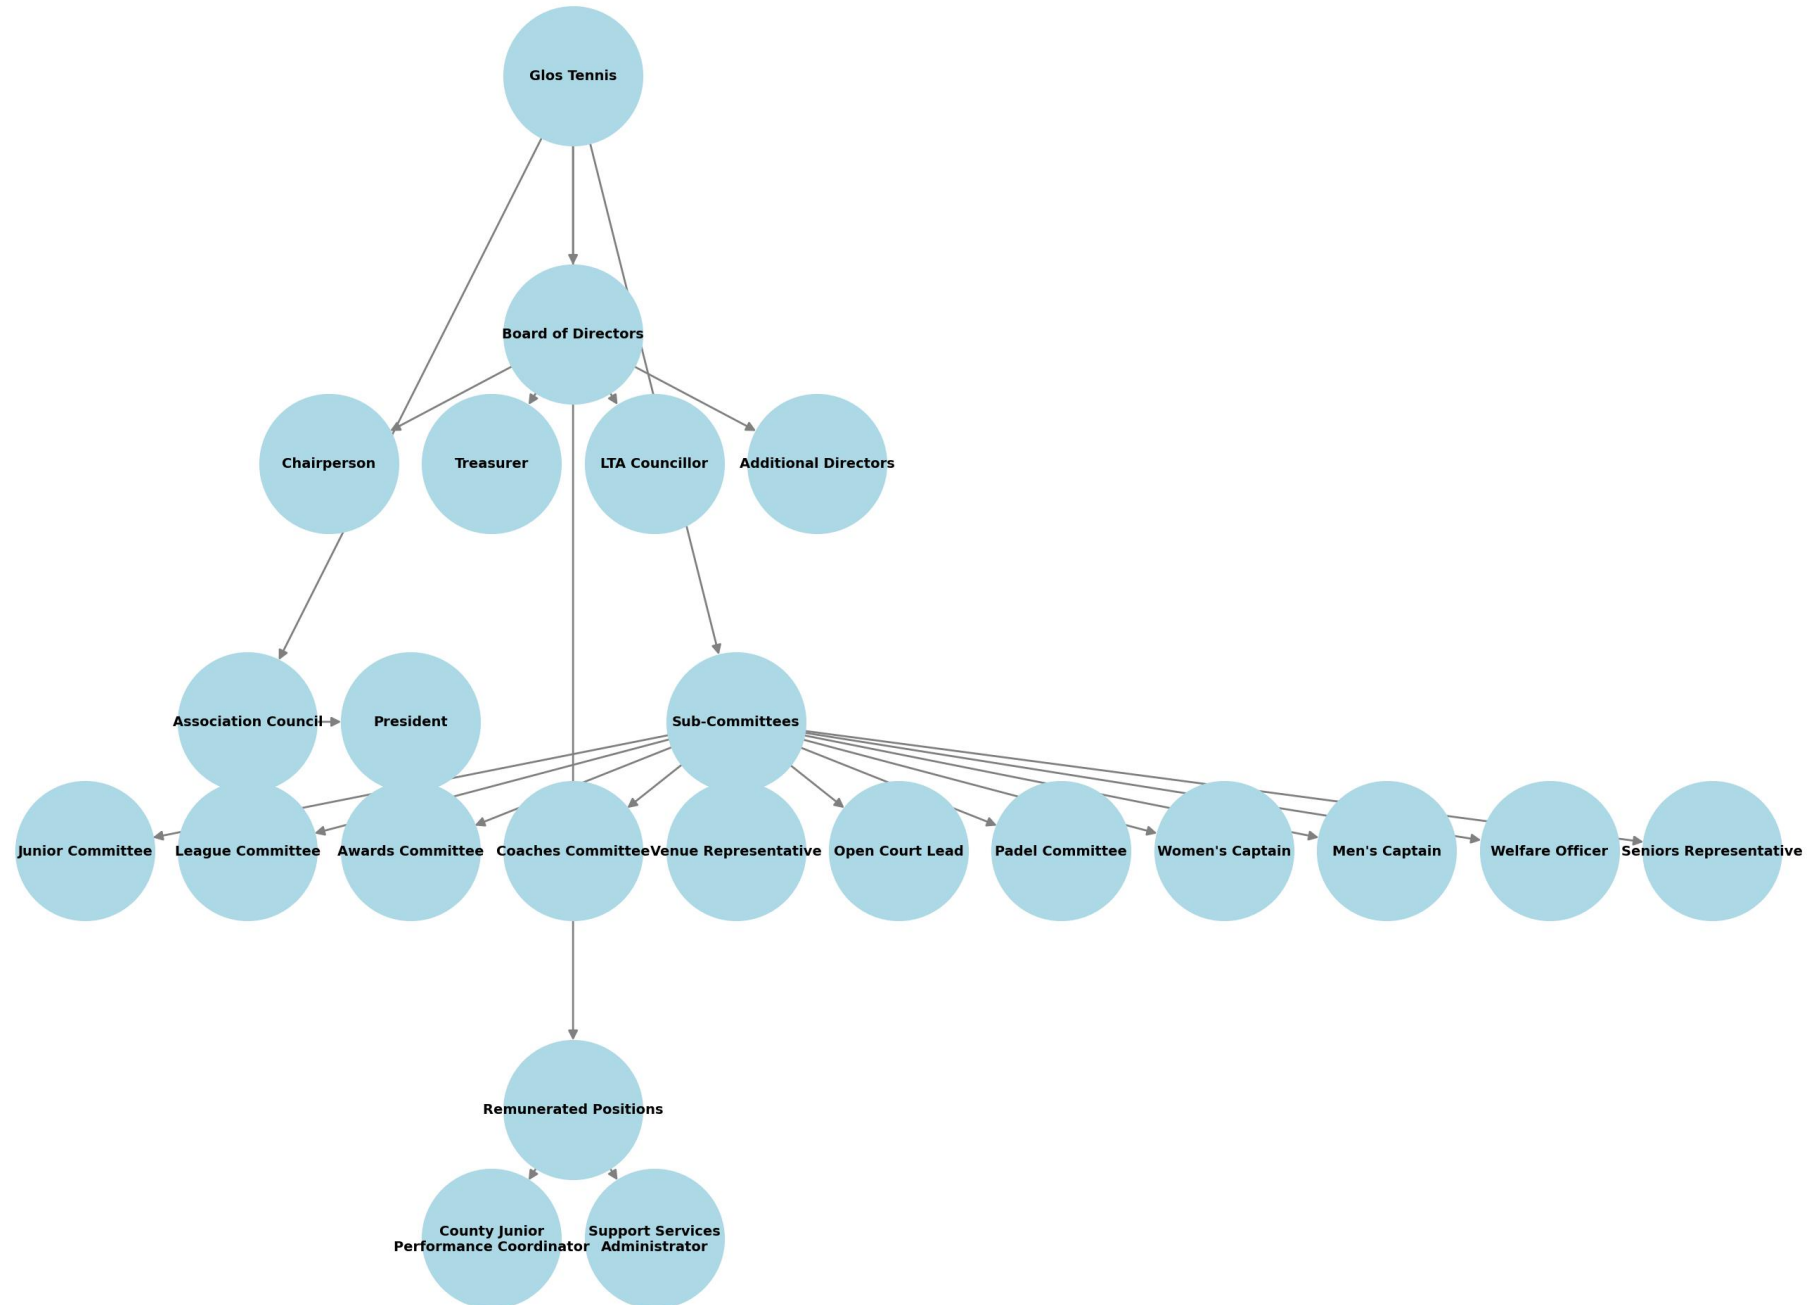 Glos Tennis
Board of Directors
Chairperson
Treasurer
LTA Councillor
Additional Directors
Association Council
President
Sub-Committees
Junior Committee
League Committee
Awards Committee
Coaches Committee
Venue Representative
Open Court Lead
Padel Committee
Women's Captain
Men's Captain
Welfare Officer
Seniors Representative
Remunerated Positions
County Junior
Performance Coordinator
Support Services
Administrator